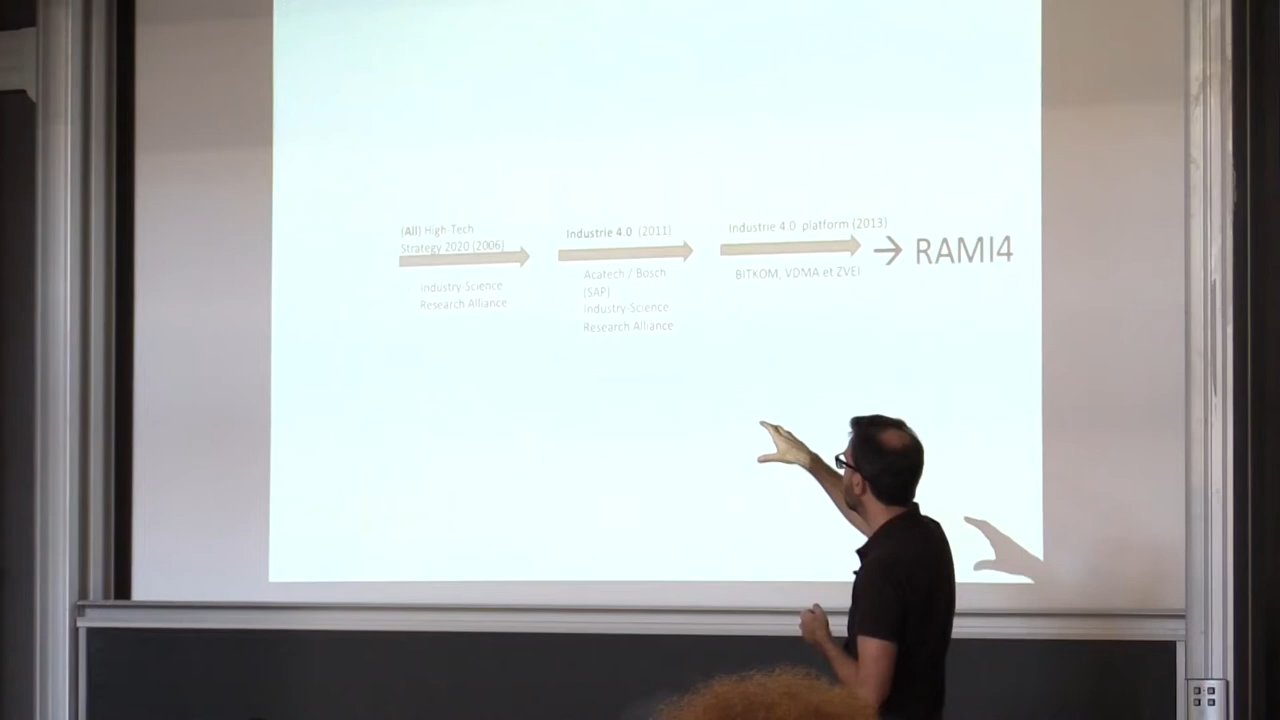 (All) High-Tech
Strategy 2020 (2006)
Industry-Science
Research Alliance
Industrie 4.0 (2011)
Acatech / Bosch
(SAP)
Industry-Science
Research Alliance
Industrie 4.0 platform (2013)
BITKOM, VDMA et ZVEI
→ RAMI4